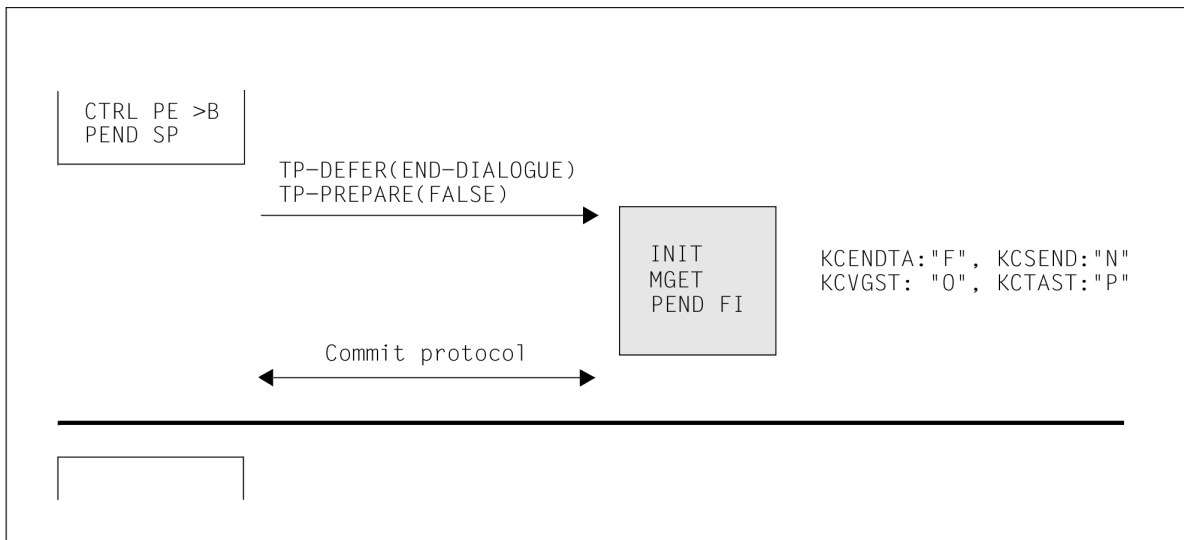 CTRL PE >B
PEND SP
TP-DEFER(END-DIALOGUE)
TP-PREPARE(FALSE)
INIT
MGET
PEND FI
KCENDTA:"F", KCSEND:"N"
KCVGST: "O", KCTAST:"P"
Commit protocol